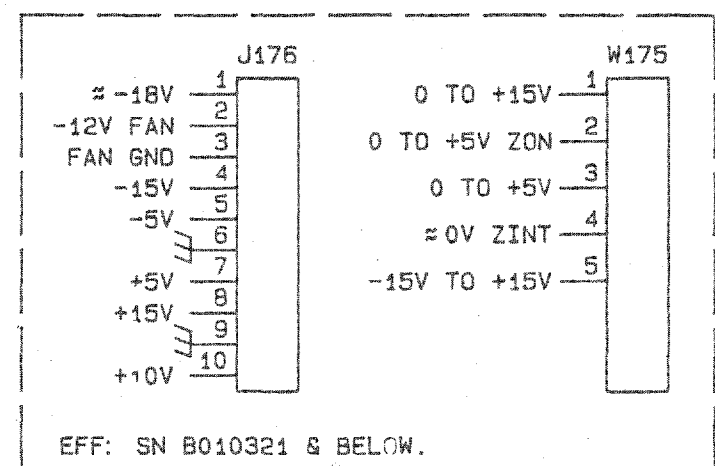 J176
≈ -18V 1
-12V FAN 2
FAN GND 3
-15V 4
-5V 5
6
+5V 7
+15V 8
9
+10V 10
W175
0 TO +15V 1
0 TO +5V ZON 2
0 TO +5V 3
≈ 0V ZINT 4
-15V TO +15V 5
EFF: SN B010321 & BELOW.